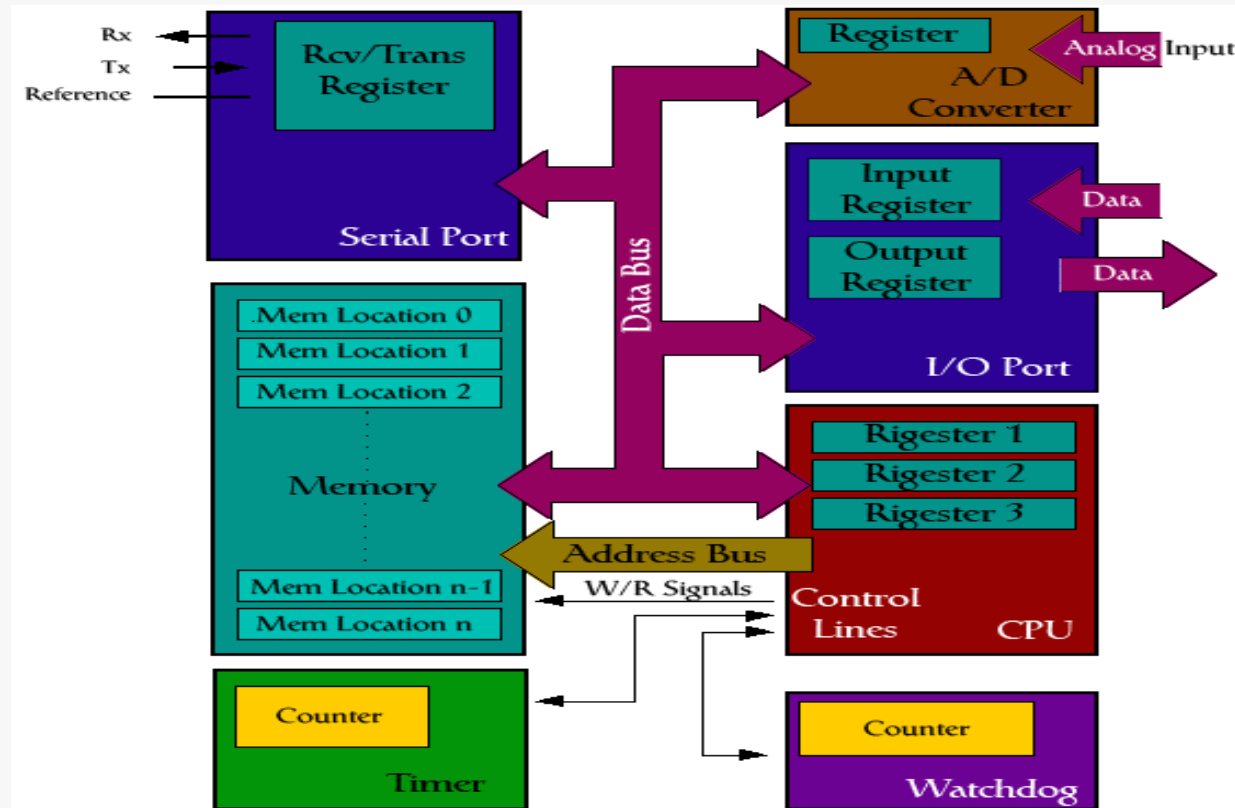 Rx
Tx
Reference
Rcv/Trans
Register
Serial Port
Register
Analog Input
A/D
Converter
Input
Register
Data
Output
Register
Data
I/O Port
Data Bus
.Mem Location 0
Mem Location 1
Mem Location 2
Memory
Mem Location n-1
Mem Location n
Rigester 1
Rigester 2
Rigester 3
Address Bus
W/R Signals
Control
Lines
CPU
Counter
Timer
Counter
Watchdog